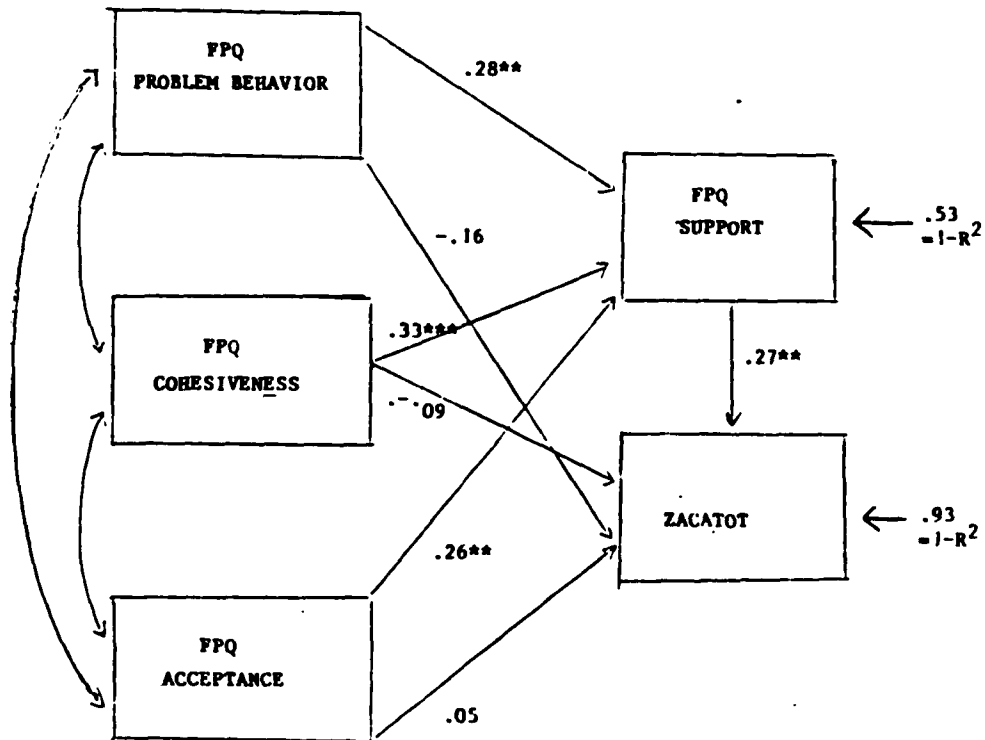 FPQ
PROBLEM BEHAVIOR
.28**
FPQ
SUPPORT
.53
=1-R²
-.16
FPQ
COHESIVENESS
.33***
.-.09
.27**
ZACATOT
.93
=1-R²
.26**
FPQ
ACCEPTANCE
.05